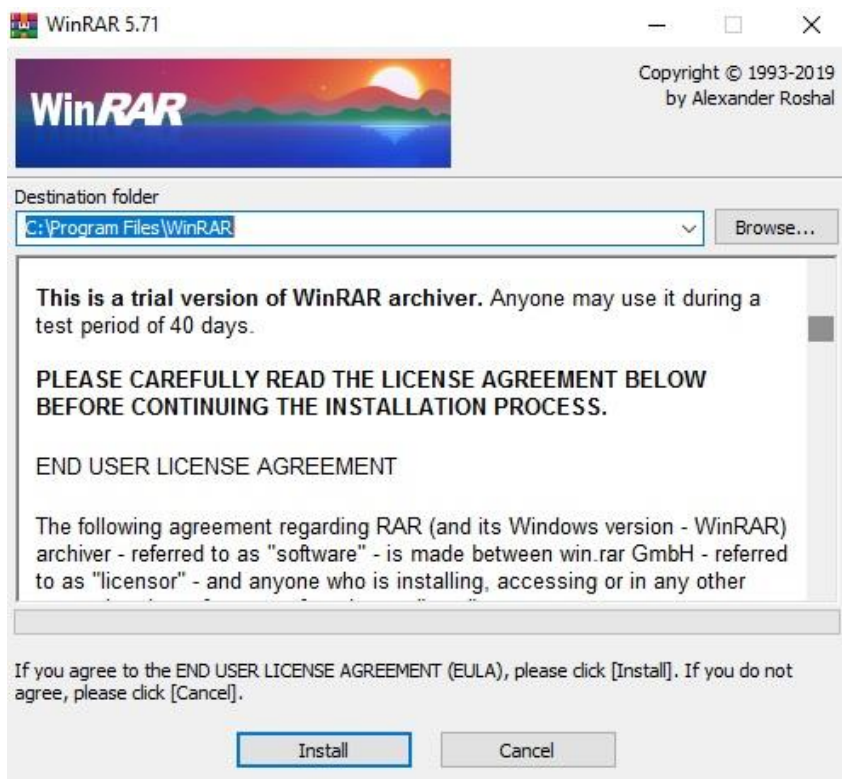 WinRAR 5.71
WinRAR
Copyright © 1993-2019
by Alexander Roshal
Destination folder
C:\Program Files\WinRAR
Browse...
This is a trial version of WinRAR archiver. Anyone may use it during a
test period of 40 days.
PLEASE CAREFULLY READ THE LICENSE AGREEMENT BELOW
BEFORE CONTINUING THE INSTALLATION PROCESS.
END USER LICENSE AGREEMENT
The following agreement regarding RAR (and its Windows version - WinRAR)
archiver - referred to as "software" - is made between win.rar GmbH - referred
to as "licensor" - and anyone who is installing, accessing or in any other
If you agree to the END USER LICENSE AGREEMENT (EULA), please click [Install]. If you do not
agree, please click [Cancel].
Install
Cancel